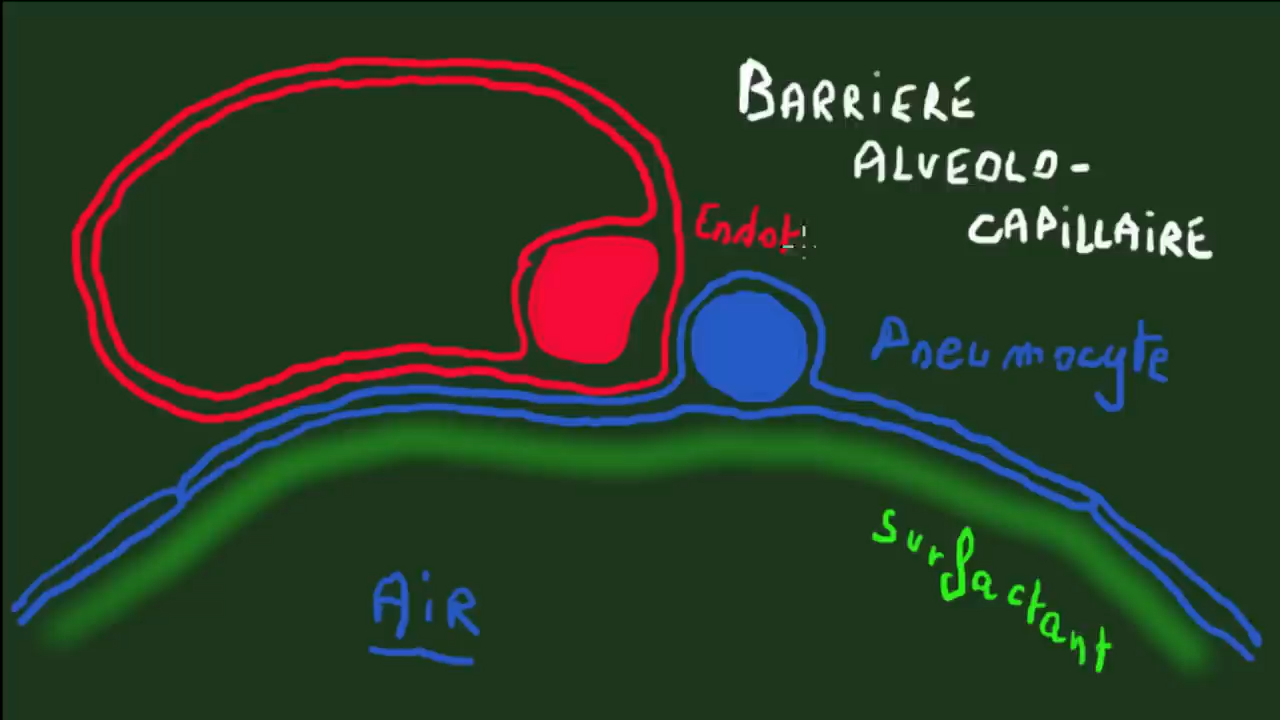 BARRiERE
ALVEOLO-
CAPiLLAiRE
Endot
Pneumocyte
Surfactant
AiR